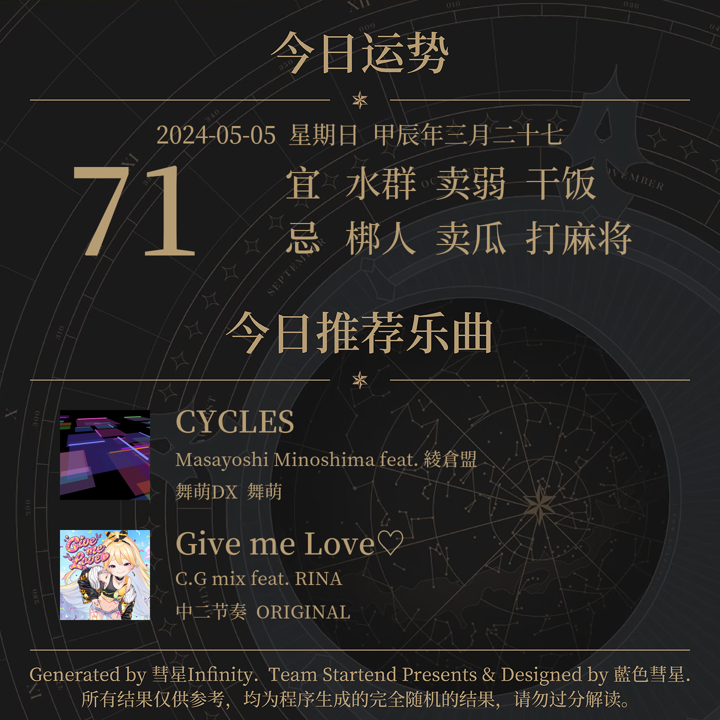 今日运势
2024-05-05 星期日 甲辰年三月二十七
71
宜 水群 卖弱 干饭
忌 梆人 卖瓜 打麻将
今日推荐乐曲
CYCLES
Masayoshi Minoshima feat. 綾倉盟
舞萌DX 舞萌
Give me Love
Give me Love♡
C.G mix feat. RINA
中二节奏 ORIGINAL
Generated by 彗星Infinity. Team Startend Presents & Designed by 藍色彗星.
所有结果仅供参考，均为程序生成的完全随机的结果，请勿过分解读。